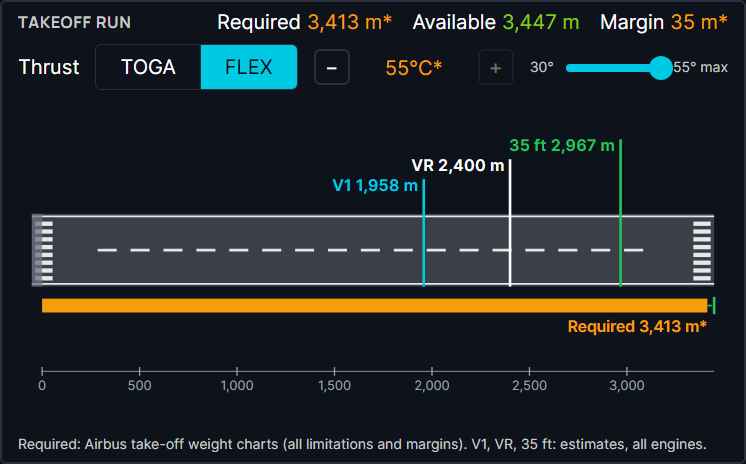 TAKEOFF RUN Required 3,413 m* Available 3,447 m Margin 35 m*
Thrust TOGA FLEX − 55°C* + 30° 55° max
35 ft 2,967 m
VR 2,400 m
V1 1,958 m
Required 3,413 m*
0 500 1,000 1,500 2,000 2,500 3,000
Required: Airbus take-off weight charts (all limitations and margins). V1, VR, 35 ft: estimates, all engines.